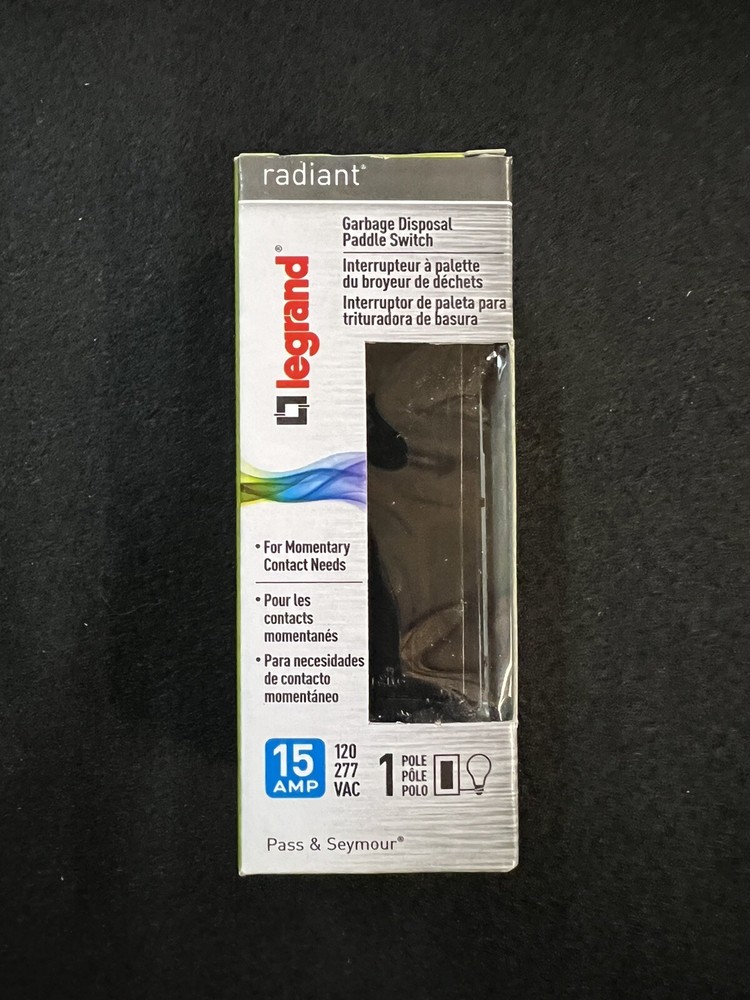 radiant®
legrand®
Garbage Disposal
Paddle Switch
Interrupteur à palette
du broyeur de déchets
Interruptor de paleta para
trituradora de basura
• For Momentary
Contact Needs
• Pour les
contacts
momentanés
• Para necesidades
de contacto
momentáneo
15
AMP
120
277
VAC
1
POLE
PÔLE
POLO
Pass & Seymour®